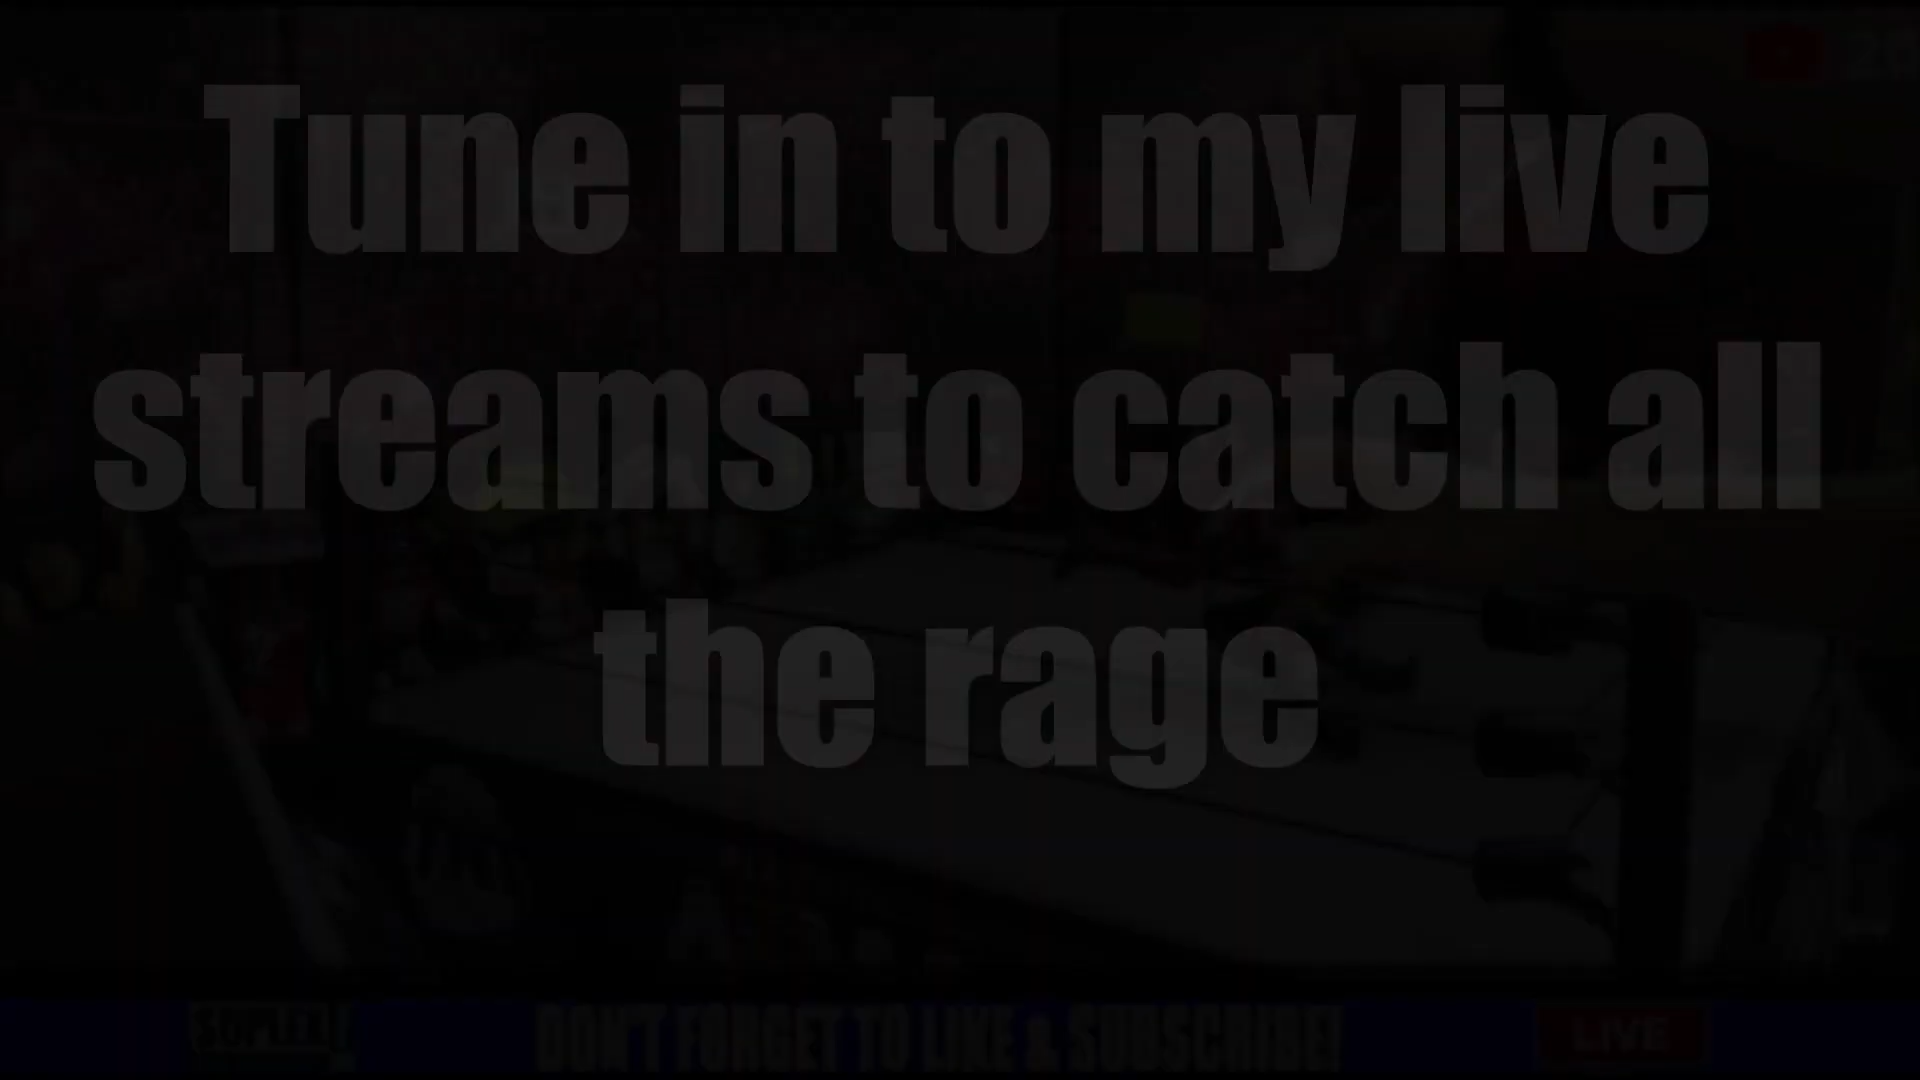 Tune in to my live
streams to catch all
the rage
DON'T FORGET TO LIKE & SUBSCRIBE!
LIVE